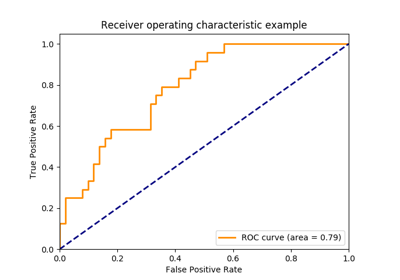 Receiver operating characteristic example
1.0
0.8
0.6
0.4
0.2
0.0
True Positive Rate
ROC curve (area = 0.79)
0.0 0.2 0.4 0.6 0.8 1.0
False Positive Rate